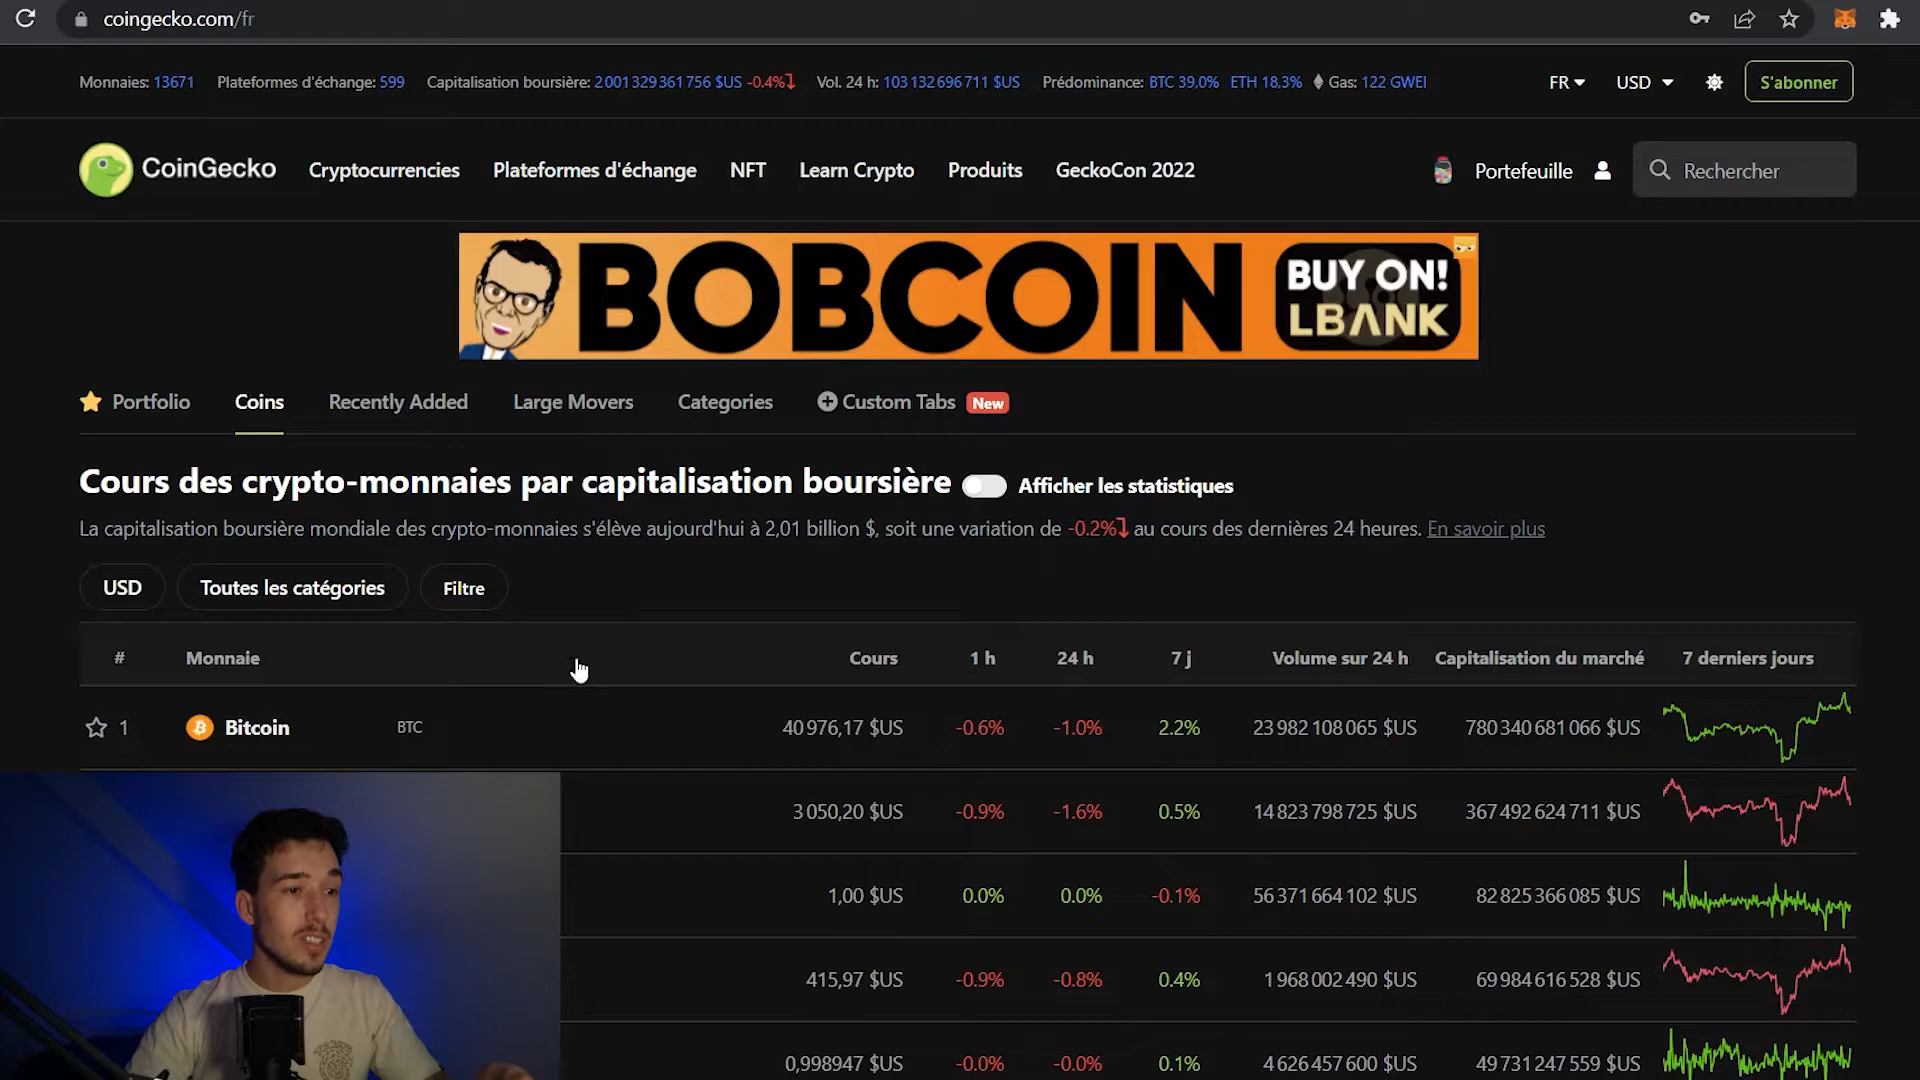 coingecko.com/fr
Monnaies: 13671 Plateformes d'échange: 599 Capitalisation boursière: 2 001 329 361 756 $US -0.4% Vol. 24 h: 103 132 696 711 $US Prédominance: BTC 39,0% ETH 18,3% Gas: 122 GWEI FR USD S'abonner
CoinGecko Cryptocurrencies Plateformes d'échange NFT Learn Crypto Produits GeckoCon 2022 Portefeuille Rechercher
BOBCOIN BUY ON!
LBANK
Portfolio Coins Recently Added Large Movers Categories Custom Tabs New
Cours des crypto-monnaies par capitalisation boursière Afficher les statistiques
La capitalisation boursière mondiale des crypto-monnaies s'élève aujourd'hui à 2,01 billion $, soit une variation de -0.2% au cours des dernières 24 heures. En savoir plus
USD Toutes les catégories Filtre
# Monnaie Cours 1 h 24 h 7 j Volume sur 24 h Capitalisation du marché 7 derniers jours
1 Bitcoin BTC 40 976,17 $US -0.6% -1.0% 2.2% 23 982 108 065 $US 780 340 681 066 $US
3 050,20 $US -0.9% -1.6% 0.5% 14 823 798 725 $US 367 492 624 711 $US
1,00 $US 0.0% 0.0% -0.1% 56 371 664 102 $US 82 825 366 085 $US
415,97 $US -0.9% -0.8% 0.4% 1 968 002 490 $US 69 984 616 528 $US
0,998947 $US -0.0% -0.0% 0.1% 4 626 457 600 $US 49 731 247 559 $US